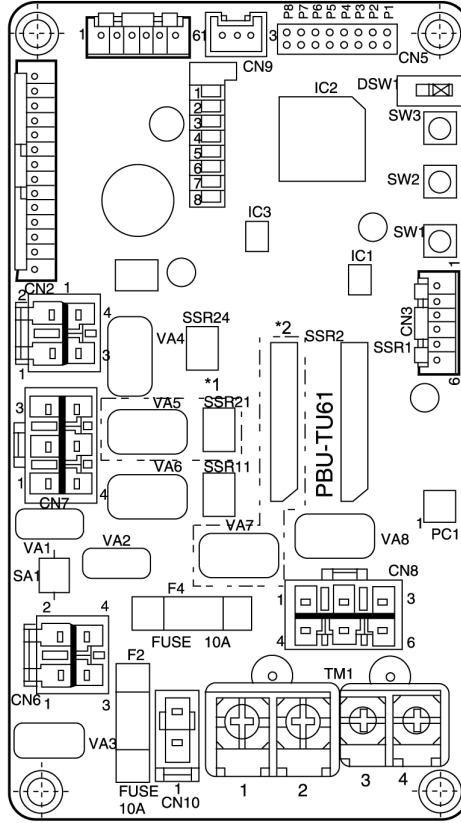 P8
P7
P6
P5
P4
P3
P2
P1
1
6
1
3
CN5
CN9
DSW1
IC2
1
2
3
4
5
6
7
8
SW3
SW2
IC3
SW1
IC1
1
CN3
6
CN2
2
1
4
1
3
VA4
SSR24
*2
SSR2
SSR1
*1
VA5
SSR21
PBU-TU61
3
VA6
SSR11
1
4
CN7
VA7
VA8
1
PC1
VA1
VA2
SA1
CN8
1
3
4
6
F4
FUSE 10A
2
4
F2
TM1
CN6
1
3
VA3
FUSE
10A
1
CN10
1
2
3
4